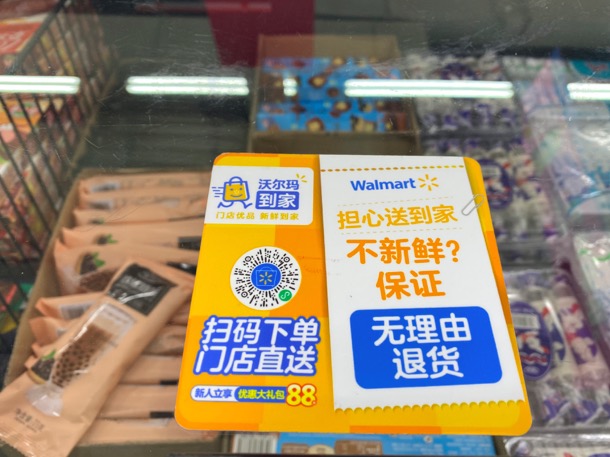 沃尔玛
到家
门店优品 新鲜到家
扫码下单
门店直送
新人立享 优惠大礼包 88元
Walmart
担心送到家
不新鲜?
保证
无理由
退货